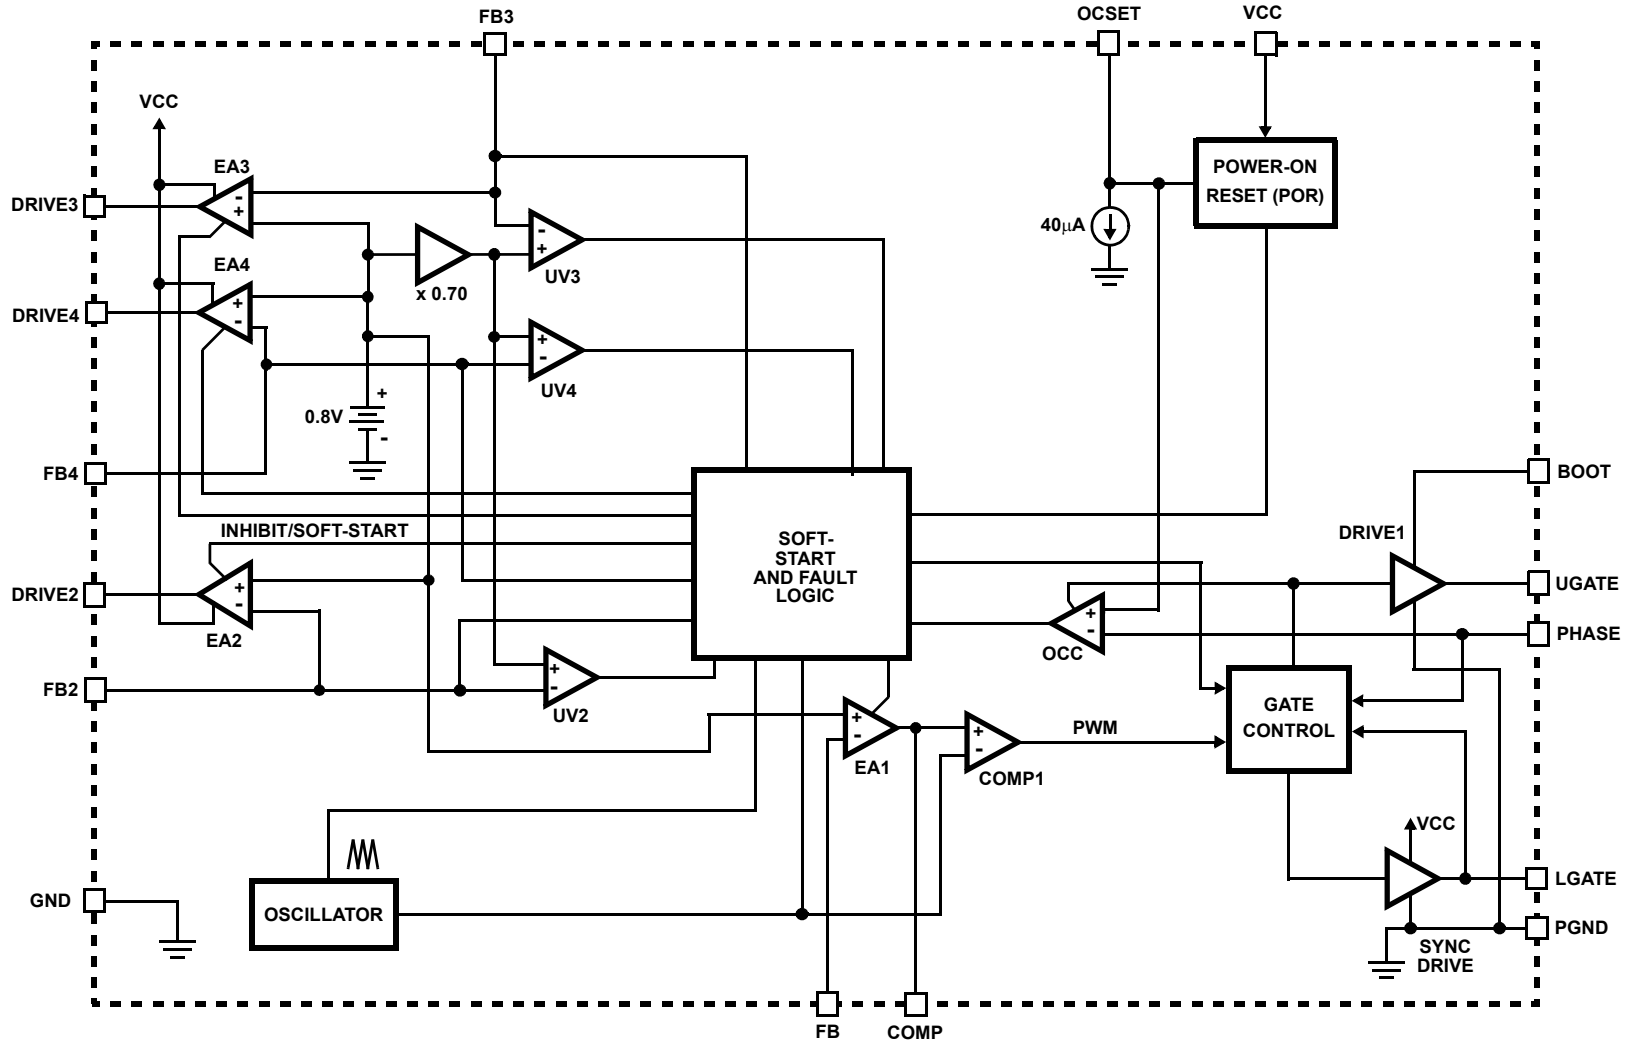 FB3
OCSET
VCC
VCC
POWER-ON
RESET (POR)
EA3
-
+
DRIVE3
40μA
-
+
UV3
EA4
x 0.70
+
-
DRIVE4
+
-
UV4
+
0.8V
-
FB4
BOOT
INHIBIT/SOFT-START
SOFT-
START
AND FAULT
LOGIC
DRIVE1
+
-
DRIVE2
EA2
UGATE
+
-
OCC
PHASE
FB2
+
-
UV2
GATE
CONTROL
+
-
EA1
+
-
COMP1
PWM
VCC
LGATE
GND
OSCILLATOR
PGND
SYNC
DRIVE
FB
COMP